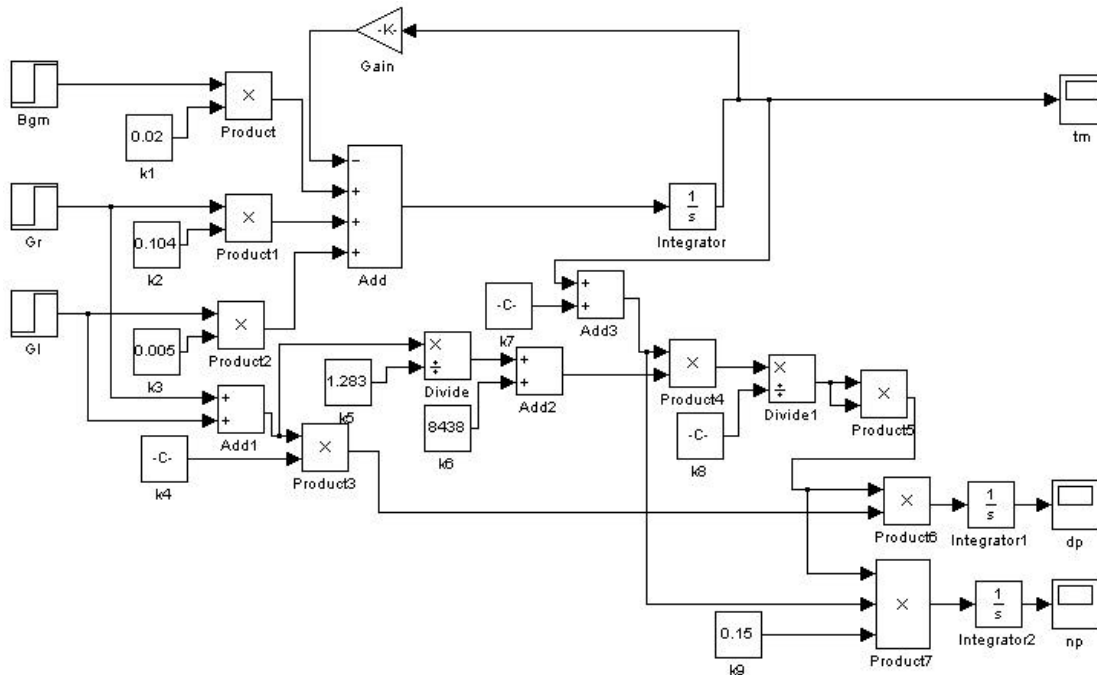 -K-
Gain
Bgm
×
Product
0.02
k1
tm
Gr
×
Product1
0.104
k2
−
+
+
+
Add
1
s
Integrator
Gl
×
Product2
0.005
k3
-C-
k7
+
+
Add3
1.283
k5
×
÷
Divide
+
+
Add2
8438
k6
×
Product4
×
÷
Divide1
×
Product5
-C-
k8
+
+
Add1
-C-
k4
×
Product3
×
Product6
1
s
Integrator1
dp
0.15
k9
×
Product7
1
s
Integrator2
np